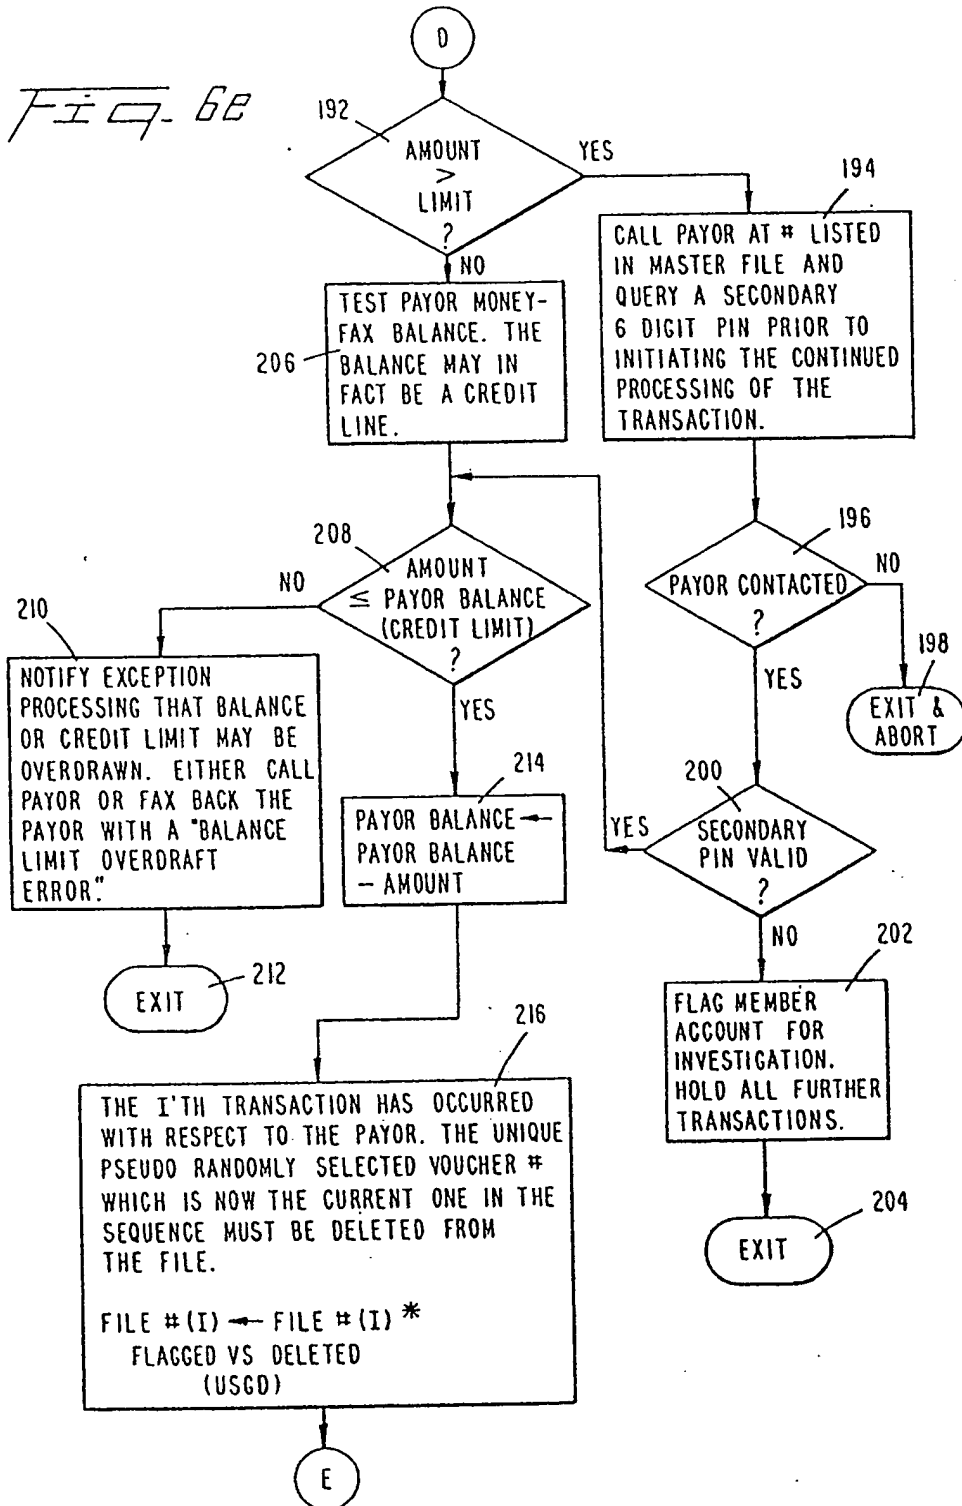 D
Fig. 6e
192
AMOUNT
>
LIMIT
?
YES
NO
194
CALL PAYOR AT # LISTED
IN MASTER FILE AND
QUERY A SECONDARY
6 DIGIT PIN PRIOR TO
INITIATING THE CONTINUED
PROCESSING OF THE
TRANSACTION.
206
TEST PAYOR MONEY-
FAX BALANCE. THE
BALANCE MAY IN
FACT BE A CREDIT
LINE.
196
PAYOR CONTACTED
?
NO
YES
198
EXIT &
ABORT
208
AMOUNT
≤ PAYOR BALANCE
(CREDIT LIMIT)
?
NO
YES
210
NOTIFY EXCEPTION
PROCESSING THAT BALANCE
OR CREDIT LIMIT MAY BE
OVERDRAWN. EITHER CALL
PAYOR OR FAX BACK THE
PAYOR WITH A "BALANCE
LIMIT OVERDRAFT
ERROR."
212
EXIT
214
PAYOR BALANCE ←
PAYOR BALANCE
- AMOUNT
200
SECONDARY
PIN VALID
?
YES
NO
202
FLAG MEMBER
ACCOUNT FOR
INVESTIGATION.
HOLD ALL FURTHER
TRANSACTIONS.
204
EXIT
216
THE I'TH TRANSACTION HAS OCCURRED
WITH RESPECT TO THE PAYOR. THE UNIQUE
PSEUDO RANDOMLY SELECTED VOUCHER #
WHICH IS NOW THE CURRENT ONE IN THE
SEQUENCE MUST BE DELETED FROM
THE FILE.
FILE #(I) ← FILE #(I) *
FLAGGED VS DELETED
(USGD)
E